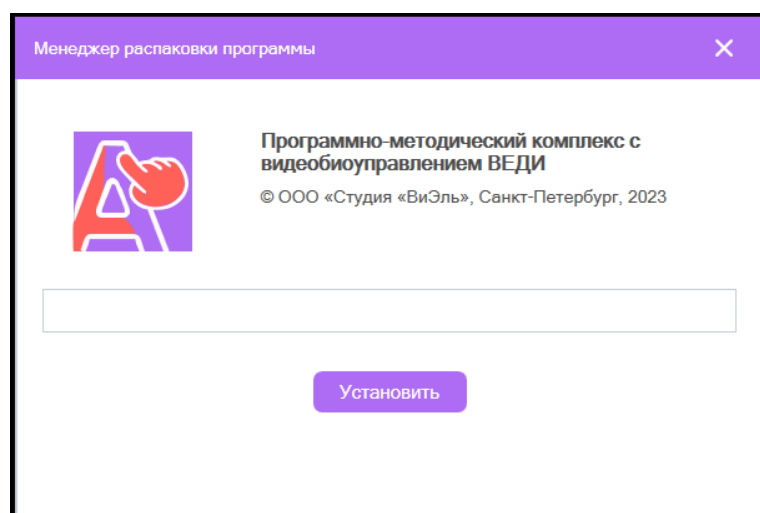 Менеджер распаковки программы
Программно-методический комплекс с
видеобиоуправлением ВЕДИ
© ООО «Студия «ВиЭль», Санкт-Петербург, 2023
Установить